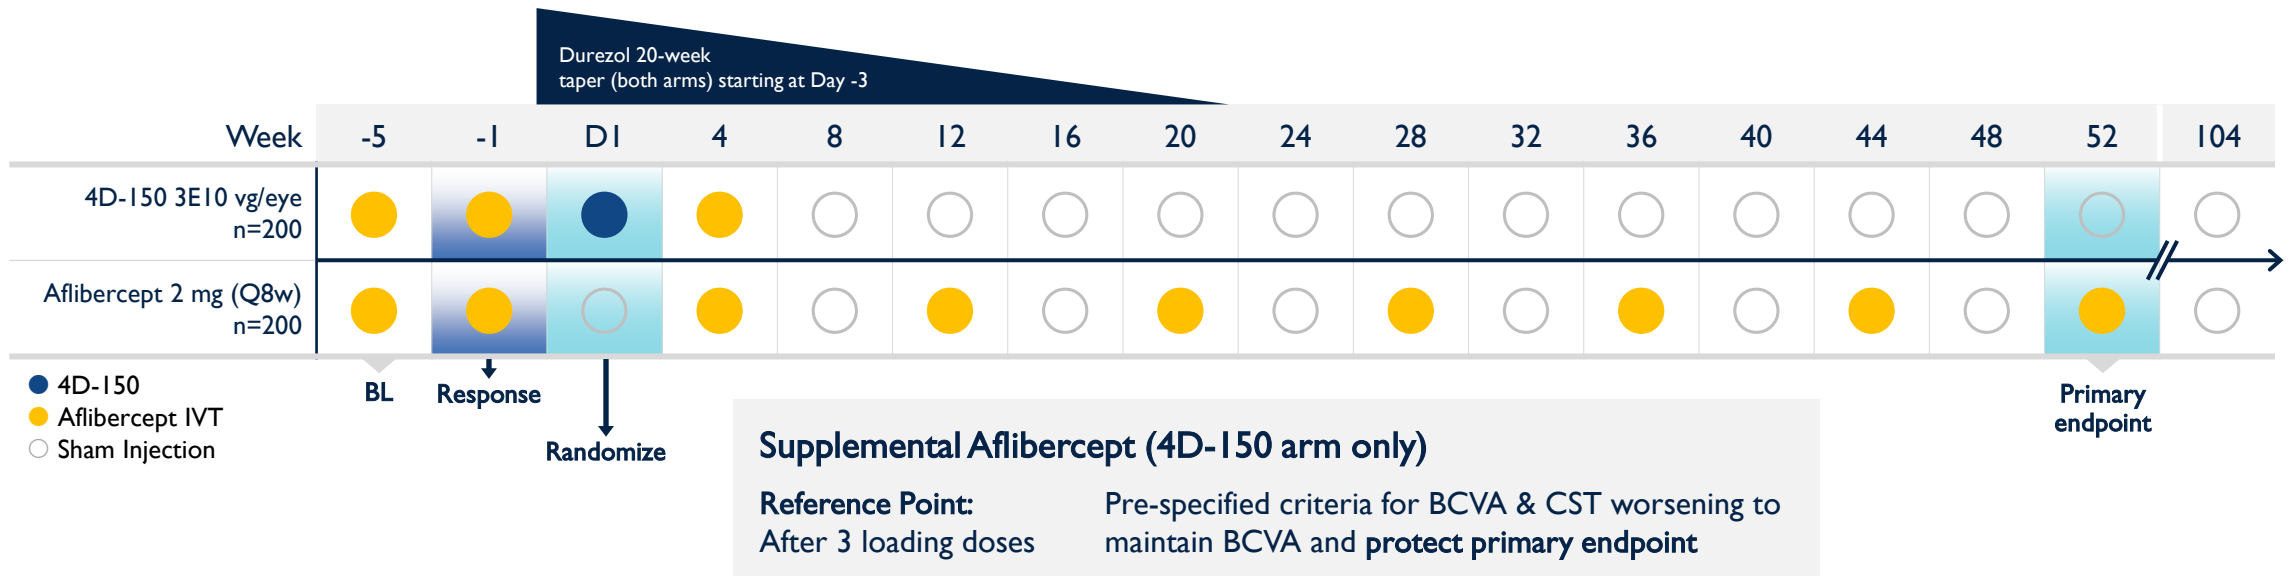 Durezol 20-week
taper (both arms) starting at Day -3
Week -5 -1 D1 4 8 12 16 20 24 28 32 36 40 44 48 52 104
4D-150 3E10 vg/eye
n=200
Aflibercept 2 mg (Q8w)
n=200
4D-150
Aflibercept IVT
Sham Injection
BL
Response
Randomize
Primary
endpoint
Supplemental Aflibercept (4D-150 arm only)
Reference Point: Pre-specified criteria for BCVA & CST worsening to
After 3 loading doses maintain BCVA and protect primary endpoint